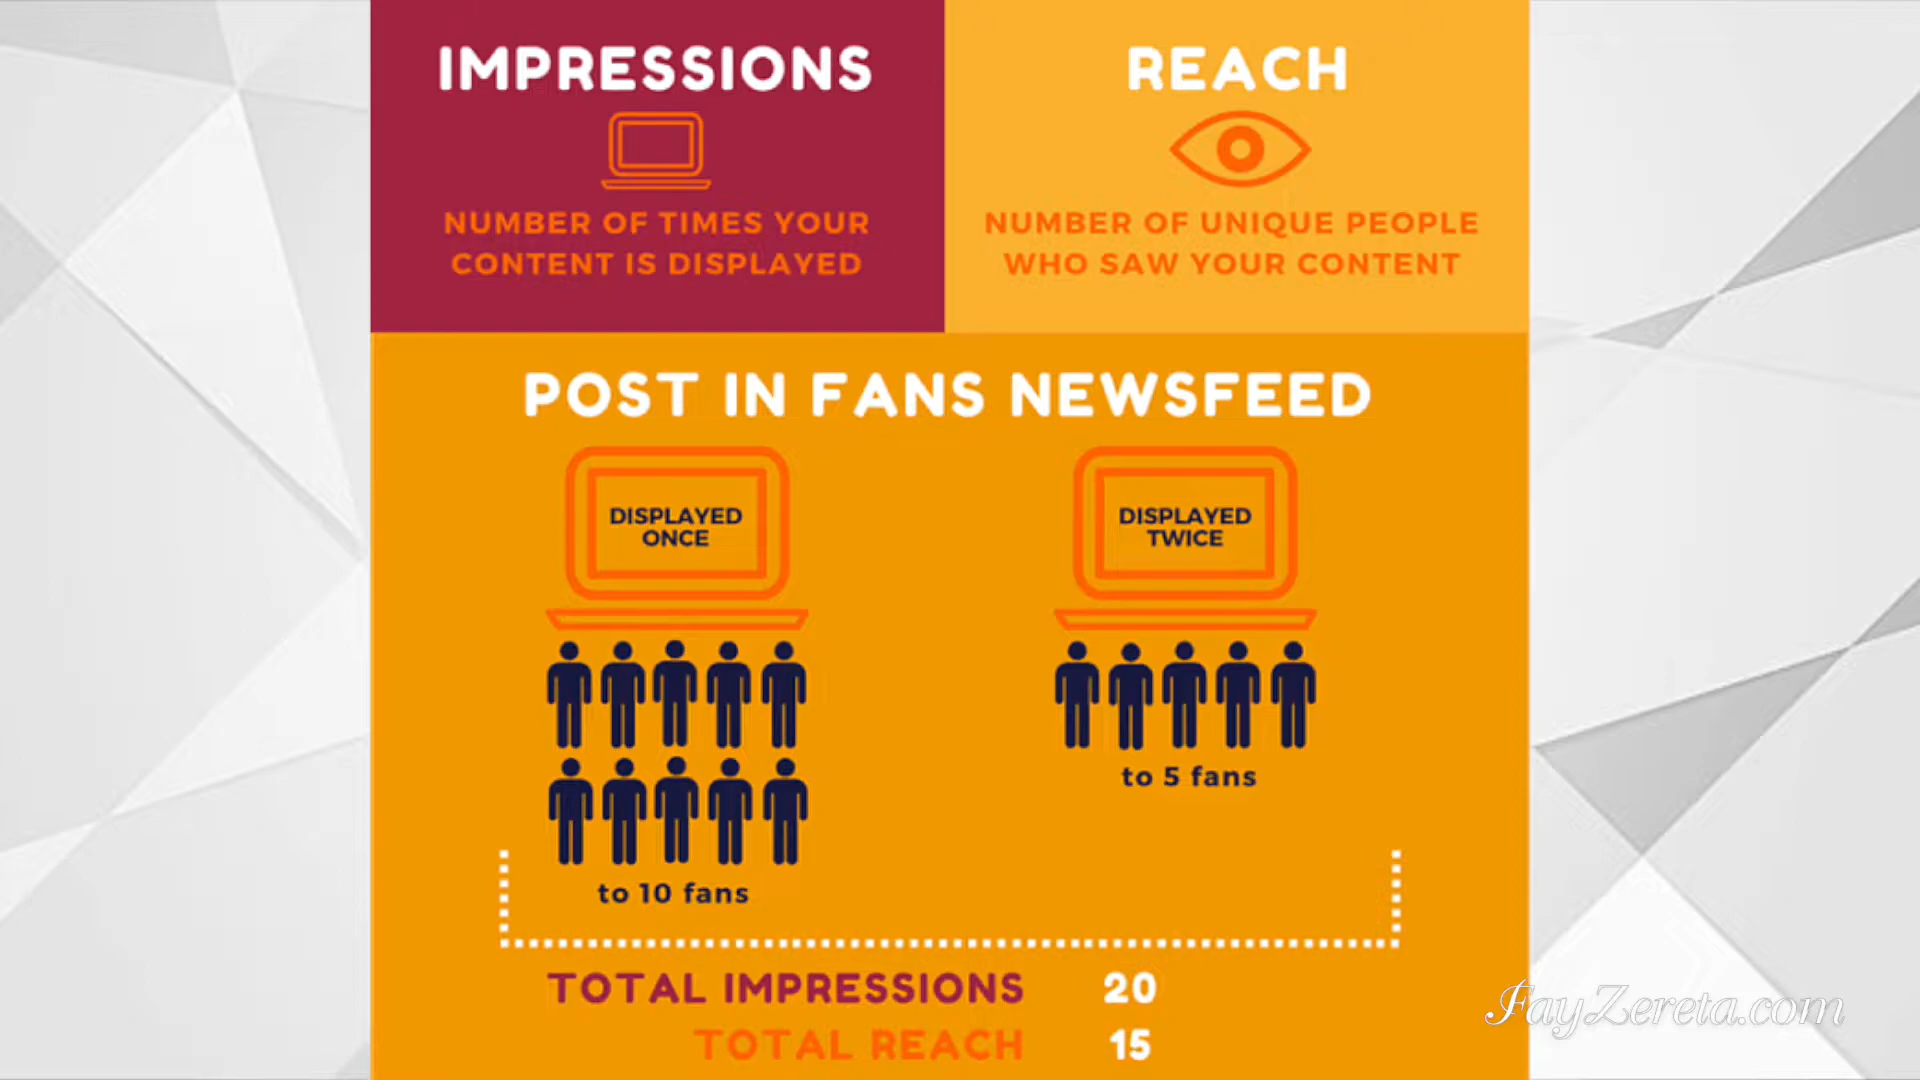 IMPRESSIONS
NUMBER OF TIMES YOUR
CONTENT IS DISPLAYED
REACH
NUMBER OF UNIQUE PEOPLE
WHO SAW YOUR CONTENT
POST IN FANS NEWSFEED
DISPLAYED
ONCE
to 10 fans
DISPLAYED
TWICE
to 5 fans
TOTAL IMPRESSIONS 20
TOTAL REACH 15
FayZereta.com